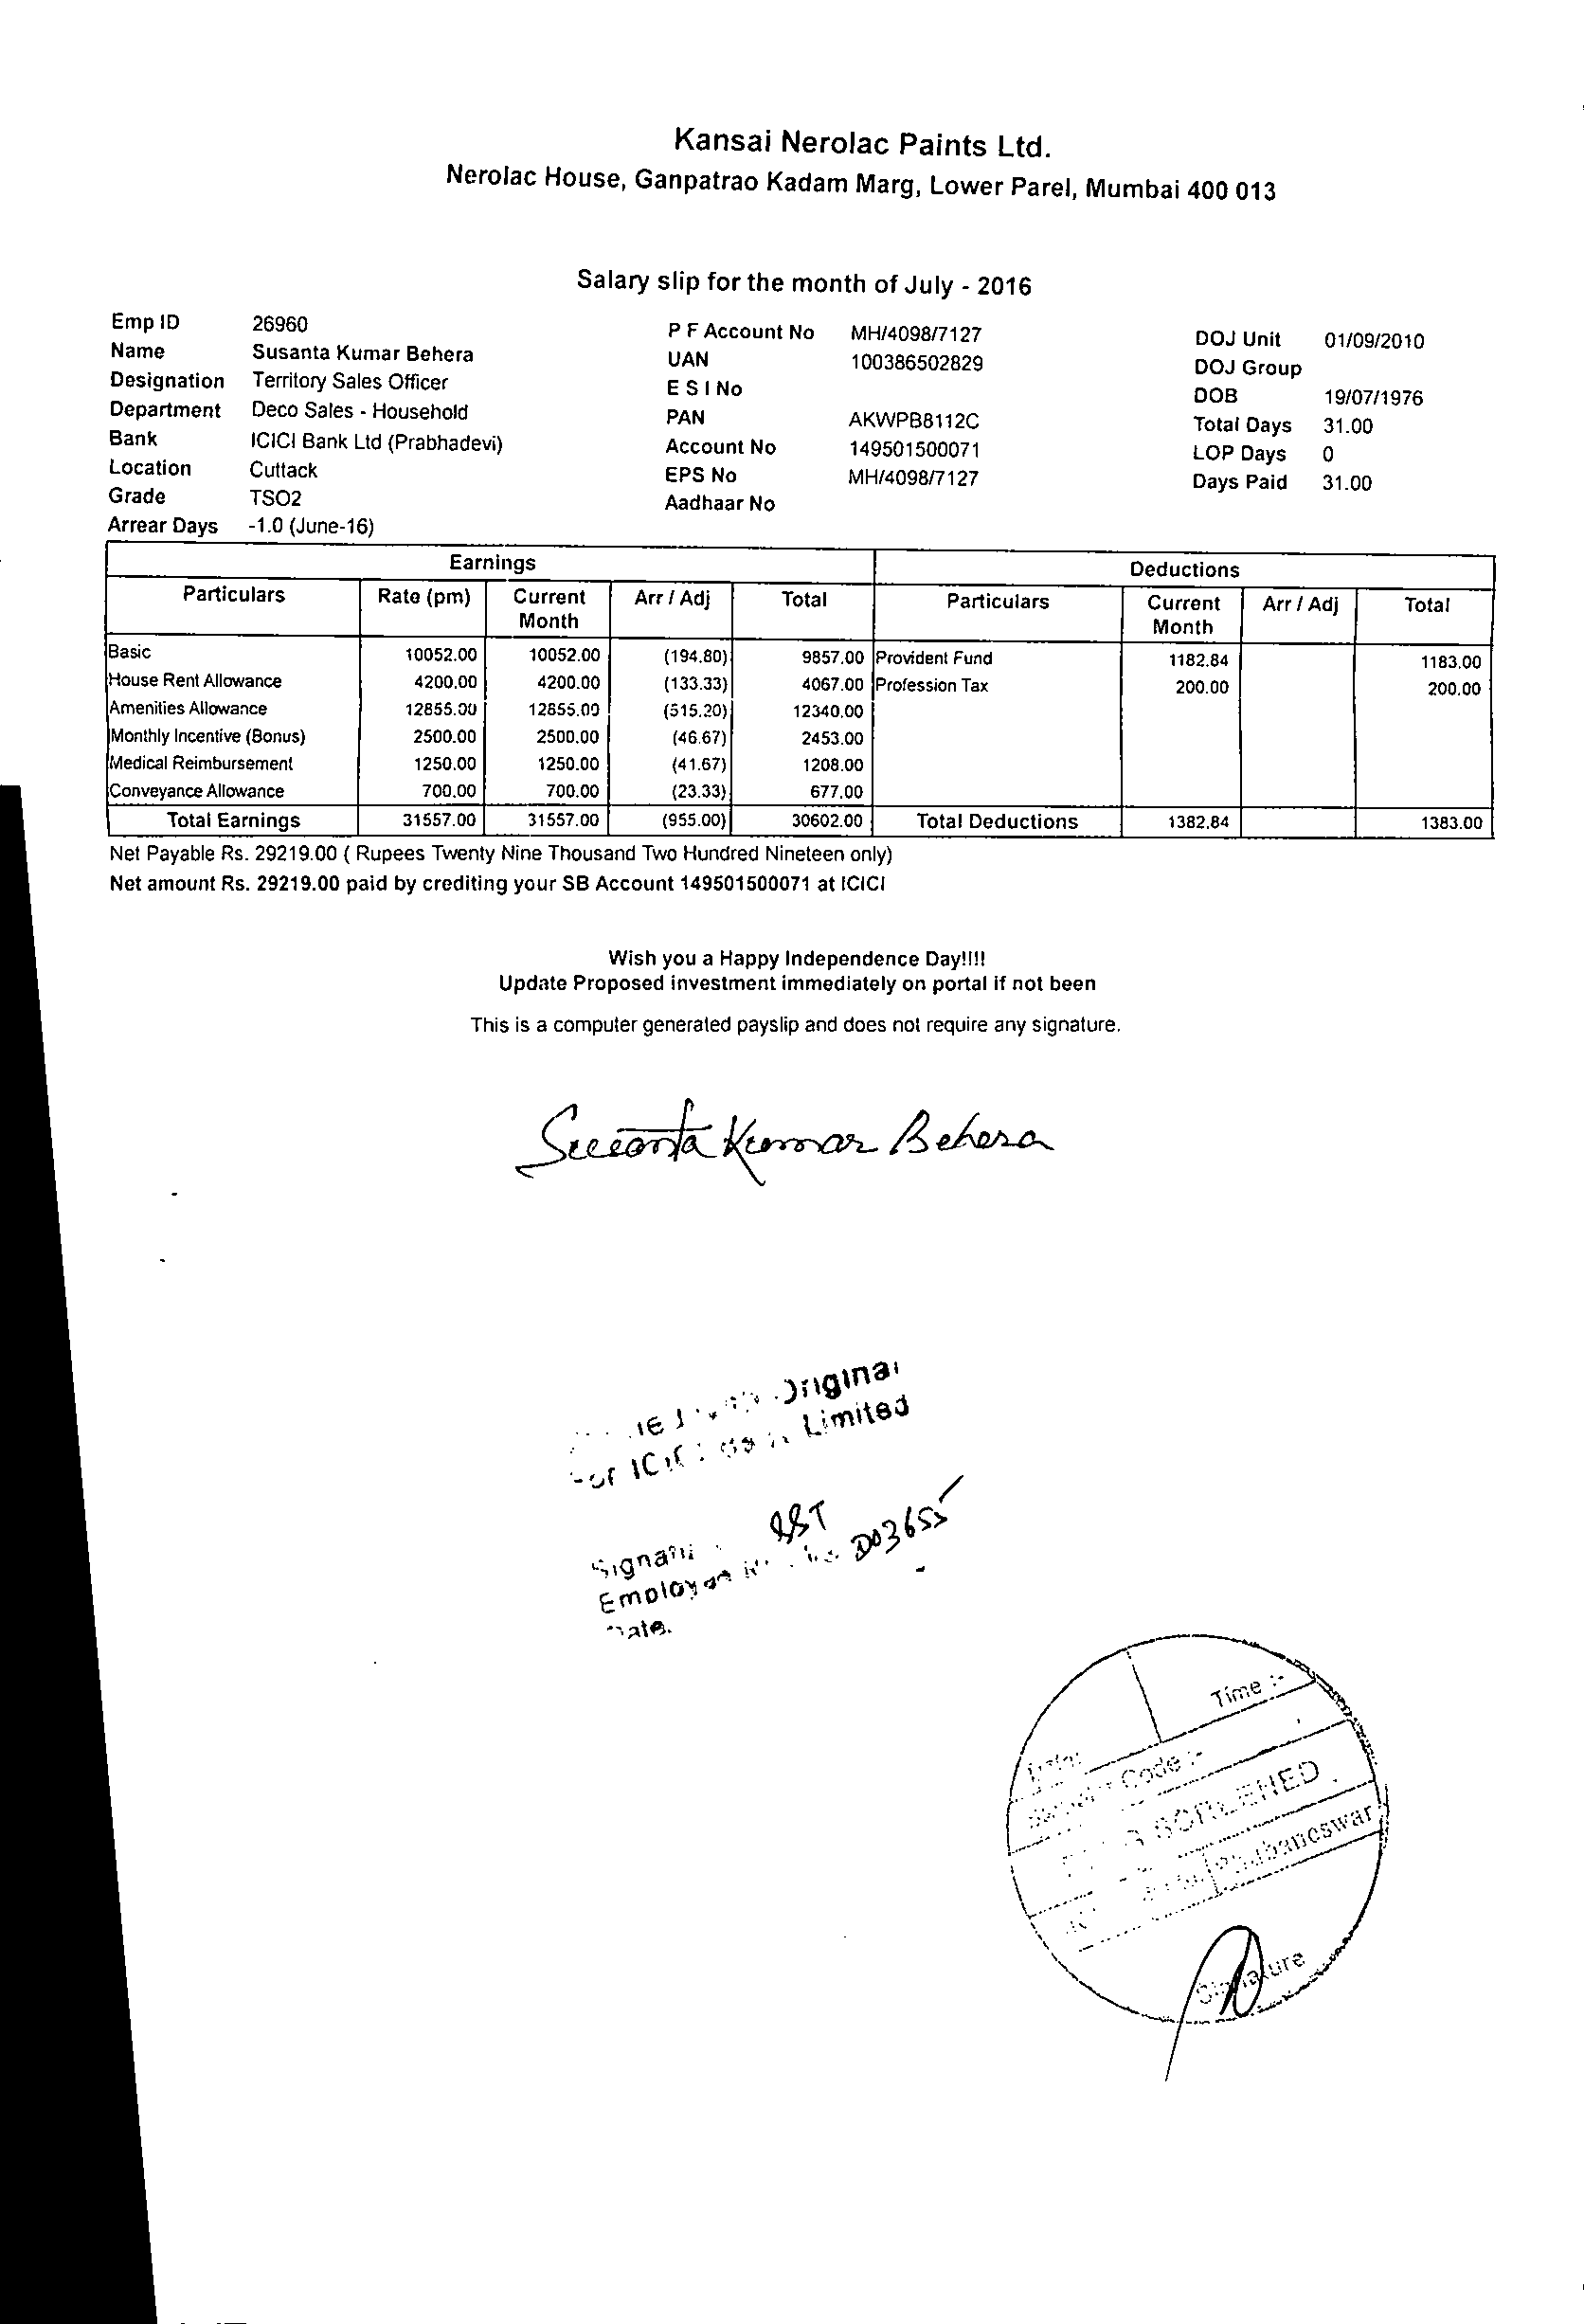 Kansai Nerolac Paints Ltd.
Nerolac House, Ganpatrao Kadam Marg, Lower Parel, Mumbai 400 013
Salary slip for the month of July - 2016
Emp ID 26960 P F Account No MH/4098/7127 DOJ Unit 01/09/2010
Name Susanta Kumar Behera UAN 100386502829 DOJ Group
Designation Territory Sales Officer E S I No DOB 19/07/1976
Department Deco Sales - Household PAN AKWPB8112C Total Days 31.00
Bank ICICI Bank Ltd (Prabhadevi) Account No 149501500071 LOP Days 0
Location Cuttack EPS No MH/4098/7127 Days Paid 31.00
Grade TSO2 Aadhaar No
Arrear Days -1.0 (June-16)
Earnings Deductions
Particulars Rate (pm) Current Month Arr / Adj Total Particulars Current Month Arr / Adj Total
Basic 10052.00 10052.00 (194.80) 9857.00 Provident Fund 1182.84 1183.00
House Rent Allowance 4200.00 4200.00 (133.33) 4067.00 Profession Tax 200.00 200.00
Amenities Allowance 12855.00 12855.00 (515.20) 12340.00
Monthly Incentive (Bonus) 2500.00 2500.00 (46.67) 2453.00
Medical Reimbursement 1250.00 1250.00 (41.67) 1208.00
Conveyance Allowance 700.00 700.00 (23.33) 677.00
Total Earnings 31557.00 31557.00 (955.00) 30602.00 Total Deductions 1382.84 1383.00
Net Payable Rs. 29219.00 ( Rupees Twenty Nine Thousand Two Hundred Nineteen only)
Net amount Rs. 29219.00 paid by crediting your SB Account 149501500071 at ICICI
Wish you a Happy Independence Day!!!!
Update Proposed investment immediately on portal if not been
This is a computer generated payslip and does not require any signature.
Susanta Kumar Behera
Original
Limited
Employee D03655
Date.
Time :-
Code :-
SCREENED
Bhubaneswar
Signature